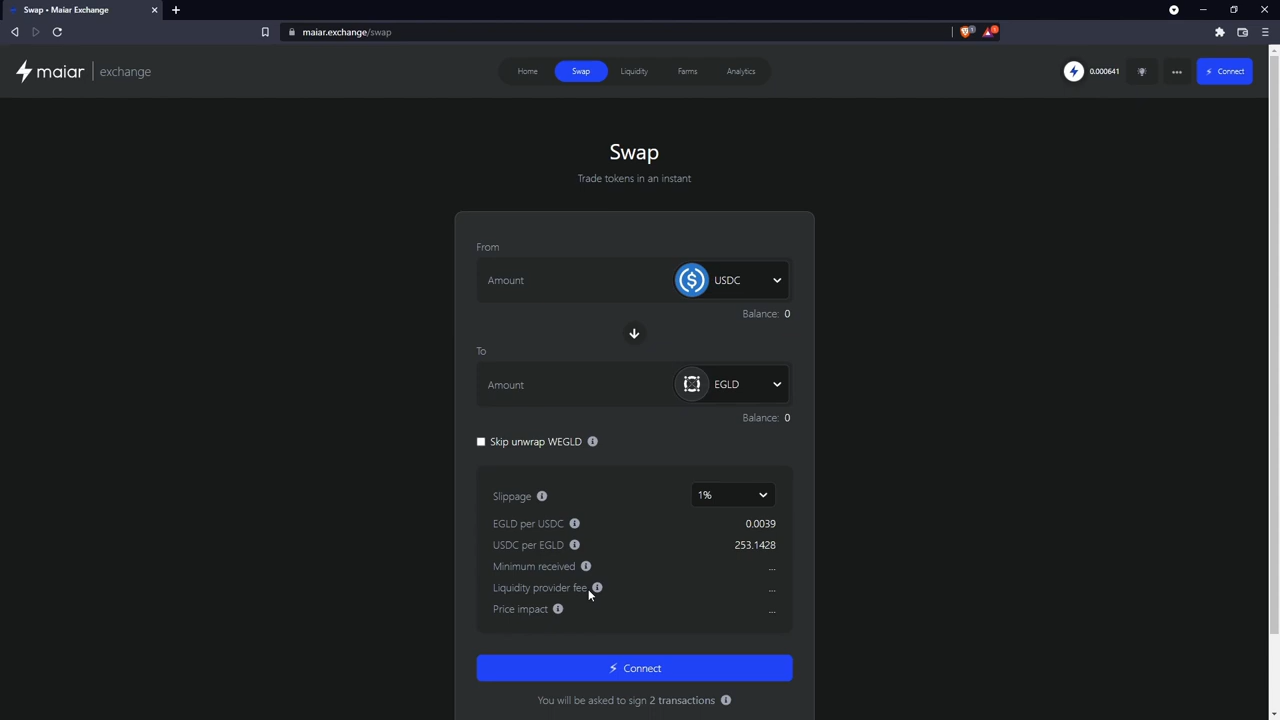 Swap • Maiar Exchange
maiar.exchange/swap
1
1
maiar exchange
Home
Swap
Liquidity
Farms
Analytics
0.000641
Connect
Swap
Trade tokens in an instant
From
Amount
USDC
Balance: 0
To
Amount
EGLD
Balance: 0
Skip unwrap WEGLD
Slippage
1%
EGLD per USDC 0.0039
USDC per EGLD 253.1428
Minimum received ...
Liquidity provider fee ...
Price impact ...
Connect
You will be asked to sign 2 transactions